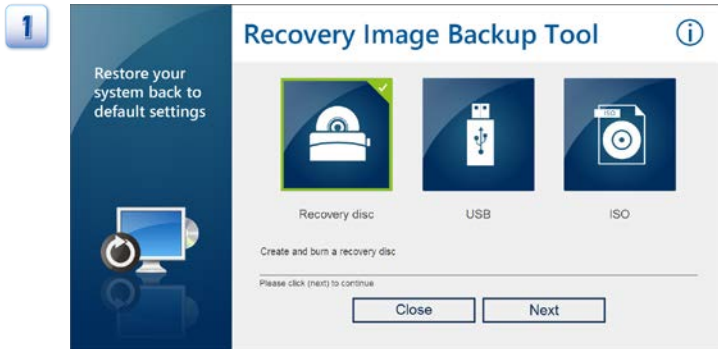 1
Recovery Image Backup Tool
Restore your
system back to
default settings
ISO
Recovery disc
USB
ISO
Create and burn a recovery disc
Please click (next) to continue
Close
Next